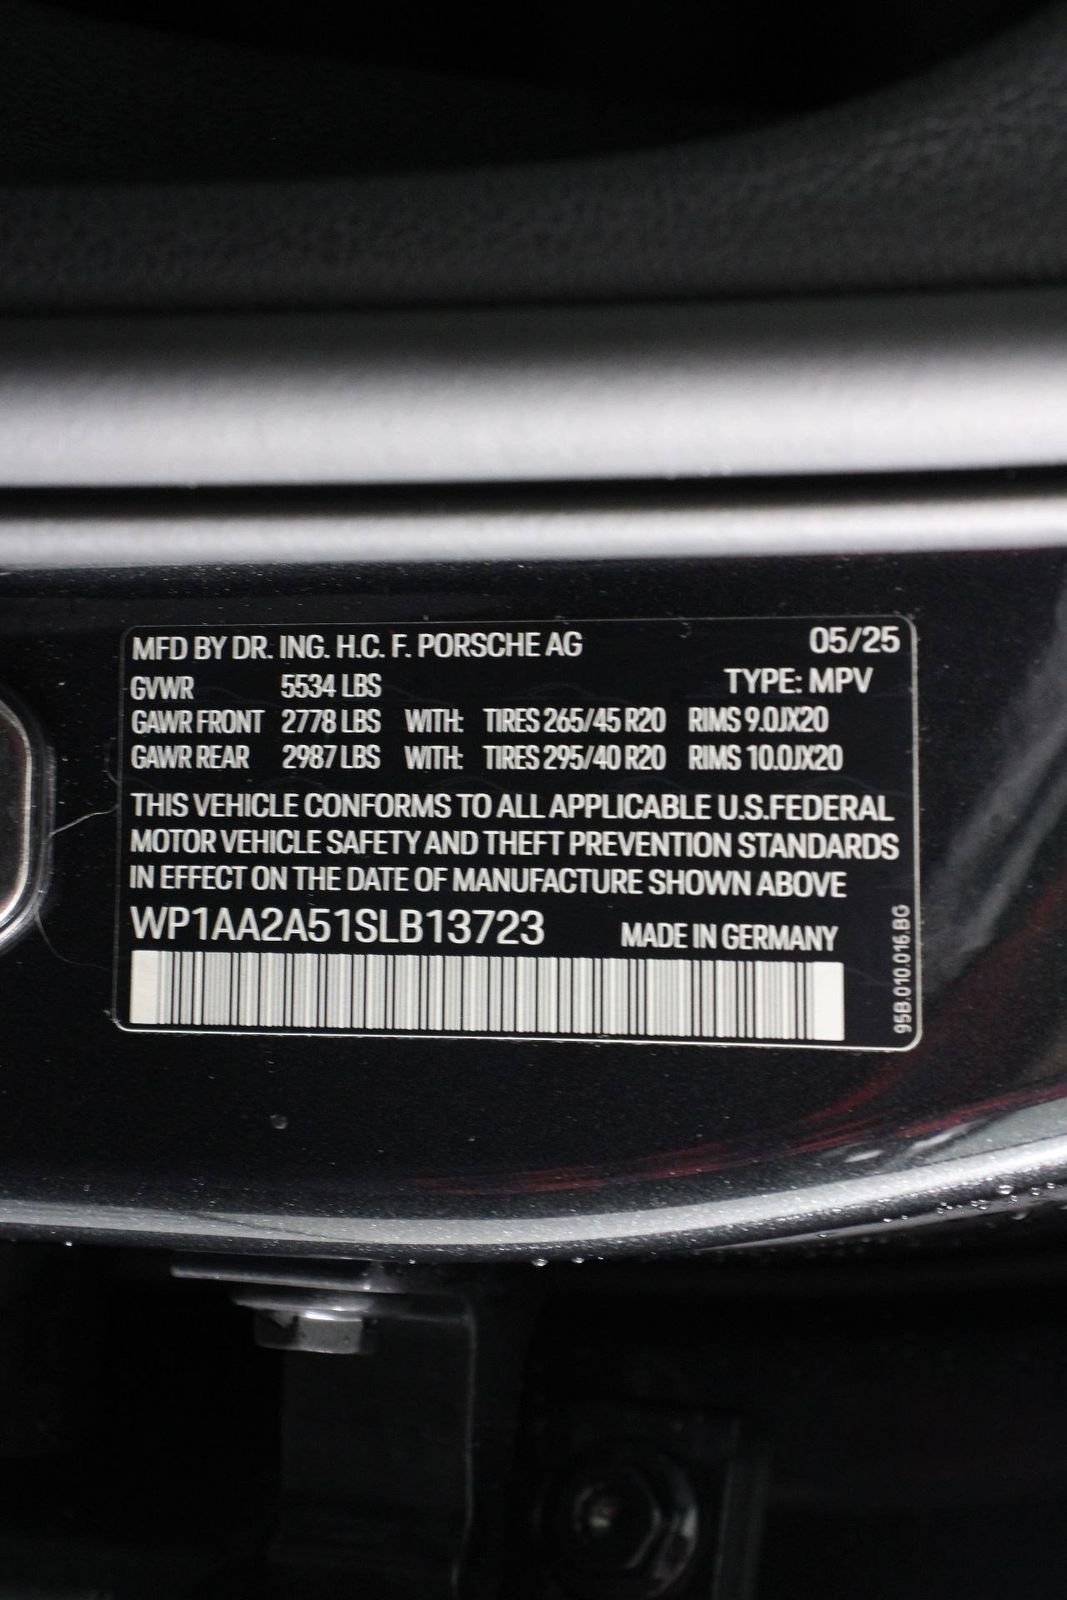 MFD BY DR. ING. H.C. F. PORSCHE AG 05/25
GVWR 5534 LBS TYPE: MPV
GAWR FRONT 2778 LBS WITH: TIRES 265/45 R20 RIMS 9.0JX20
GAWR REAR 2987 LBS WITH: TIRES 295/40 R20 RIMS 10.0JX20
THIS VEHICLE CONFORMS TO ALL APPLICABLE U.S.FEDERAL
MOTOR VEHICLE SAFETY AND THEFT PREVENTION STANDARDS
IN EFFECT ON THE DATE OF MANUFACTURE SHOWN ABOVE
WP1AA2A51SLB13723 MADE IN GERMANY
95B.010.016.BG